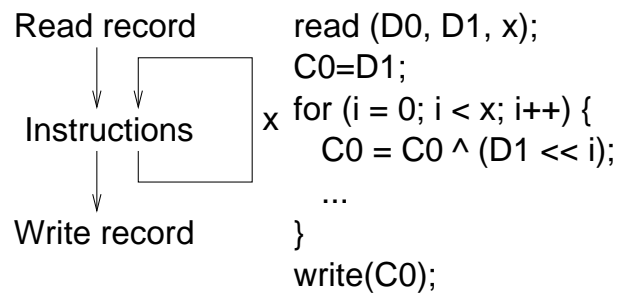 Read record
Instructions
Write record
x
read (D0, D1, x);
C0=D1;
for (i = 0; i < x; i++) {
C0 = C0 ^ (D1 << i);
...
}
write(C0);